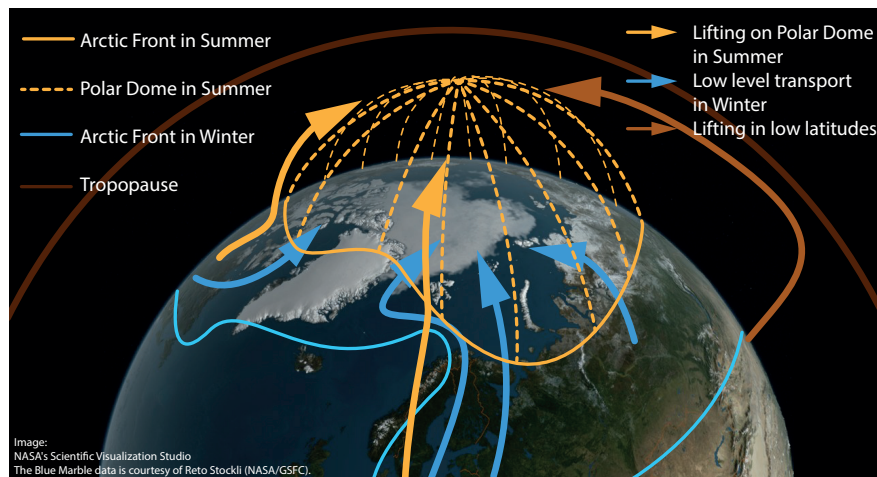 Arctic Front in Summer
Polar Dome in Summer
Arctic Front in Winter
Tropopause
Lifting on Polar Dome
in Summer
Low level transport
in Winter
Lifting in low latitudes
Image:
NASA's Scientific Visualization Studio
The Blue Marble data is courtesy of Reto Stockli (NASA/GSFC).